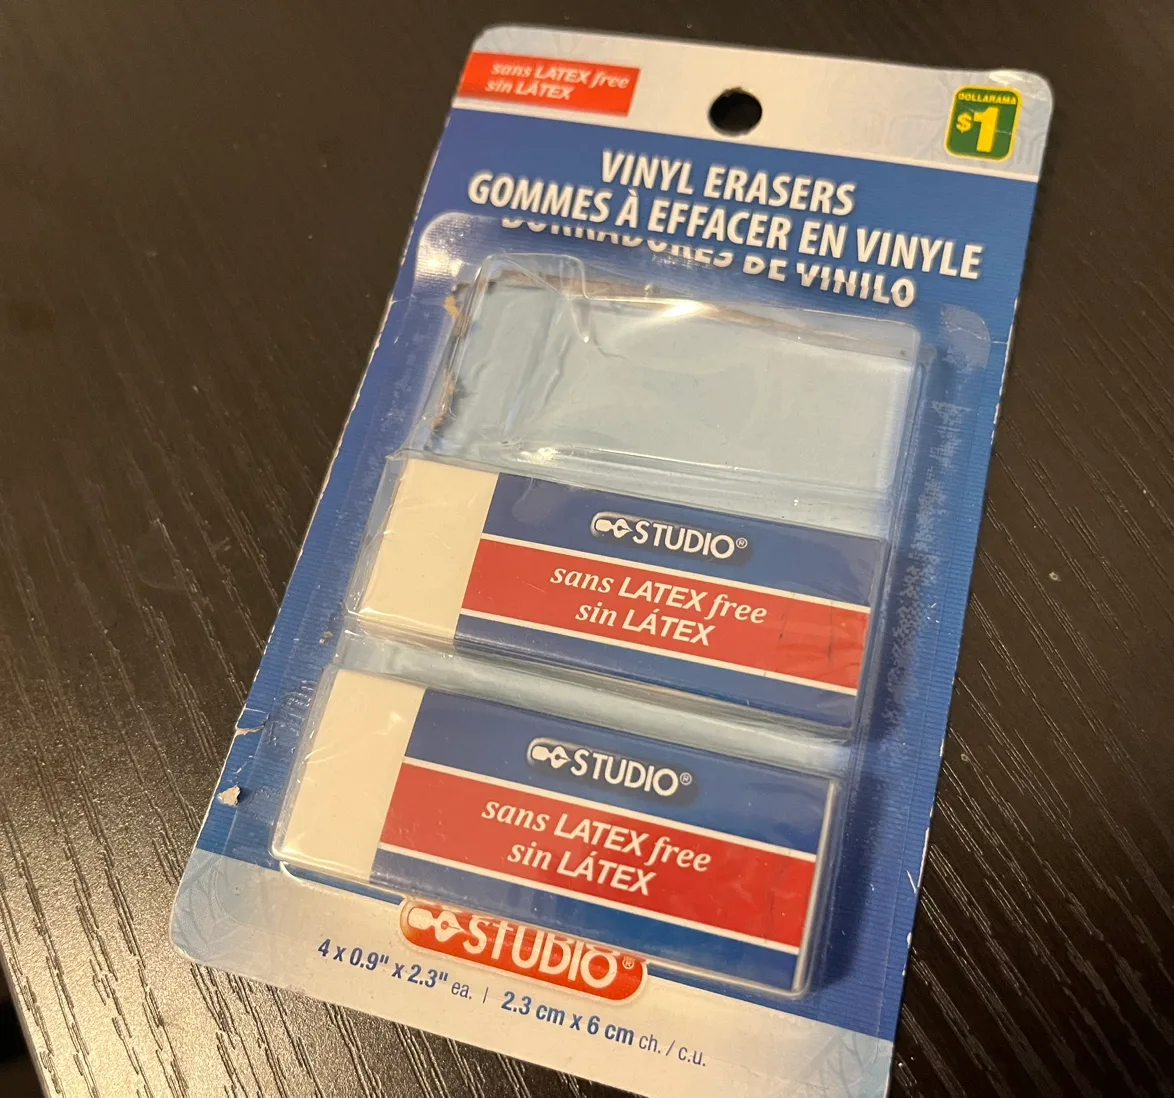 sans LATEX free
sin LÁTEX
DOLLARAMA
$1
VINYL ERASERS
GOMMES À EFFACER EN VINYLE
BORRADORES DE VINILO
STUDIO®
sans LATEX free
sin LÁTEX
STUDIO®
sans LATEX free
sin LÁTEX
STUDIO®
4 x 0.9" x 2.3" ea. | 2.3 cm x 6 cm ch. / c.u.